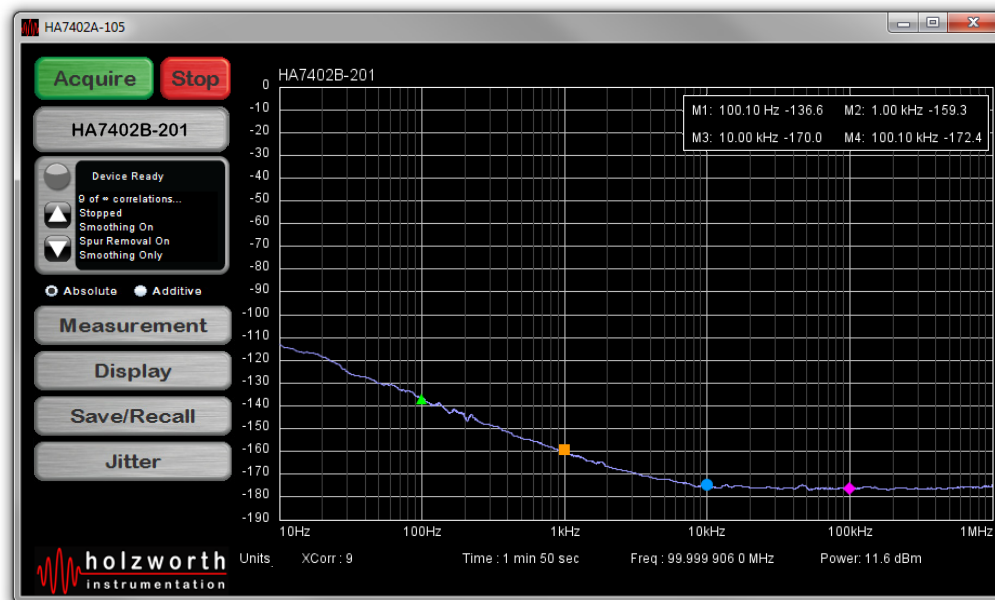 HA7402A-105
Acquire Stop
HA7402B-201
Device Ready
9 of ∞ correlations...
Stopped
Smoothing On
Spur Removal On
Smoothing Only
Absolute Additive
Measurement
Display
Save/Recall
Jitter
holzworth
instrumentation
HA7402B-201
M1: 100.10 Hz -136.6 M2: 1.00 kHz -159.3
M3: 10.00 kHz -170.0 M4: 100.10 kHz -172.4
0
-10
-20
-30
-40
-50
-60
-70
-80
-90
-100
-110
-120
-130
-140
-150
-160
-170
-180
-190
10Hz 100Hz 1kHz 10kHz 100kHz 1MHz
Units XCorr : 9 Time : 1 min 50 sec Freq : 99.999 906 0 MHz Power: 11.6 dBm